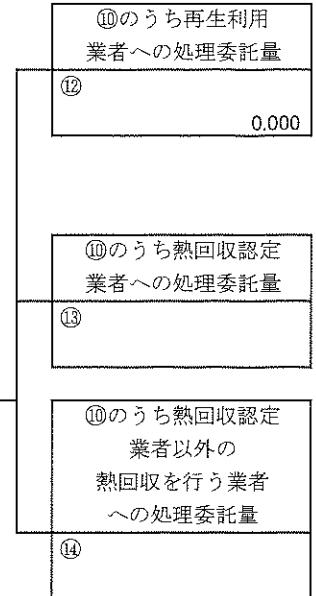 ⑩のうち再生利用
業者への処理委託量
⑫
0.000
⑩のうち熱回収認定
業者への処理委託量
⑬
⑩のうち熱回収認定
業者以外の
熱回収を行う業者
への処理委託量
⑭